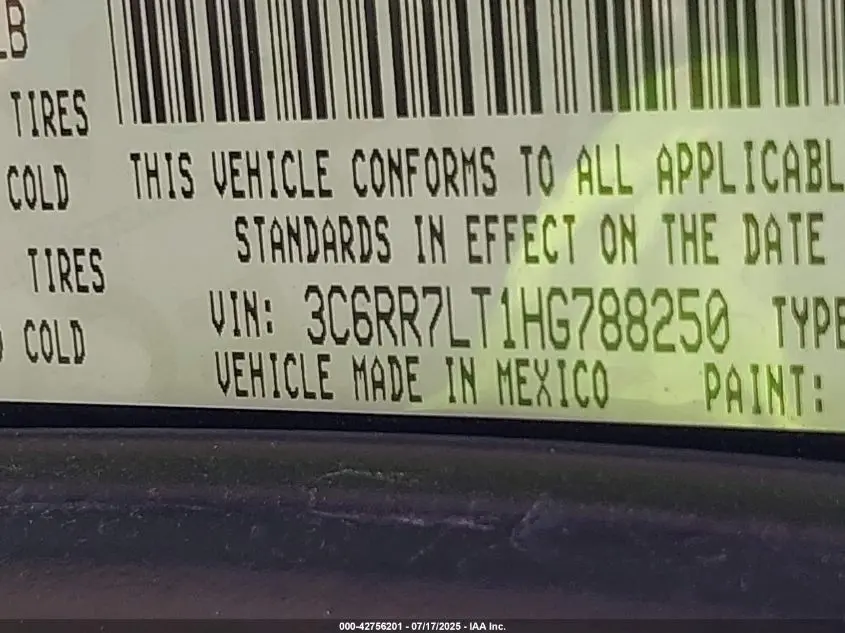 LB
TIRES
COLD
TIRES
COLD
THIS VEHICLE CONFORMS TO ALL APPLICABL
STANDARDS IN EFFECT ON THE DATE
VIN: 3C6RR7LT1HG788250 TYPE
VEHICLE MADE IN MEXICO PAINT:
000-42756201 - 07/17/2025 - IAA Inc.